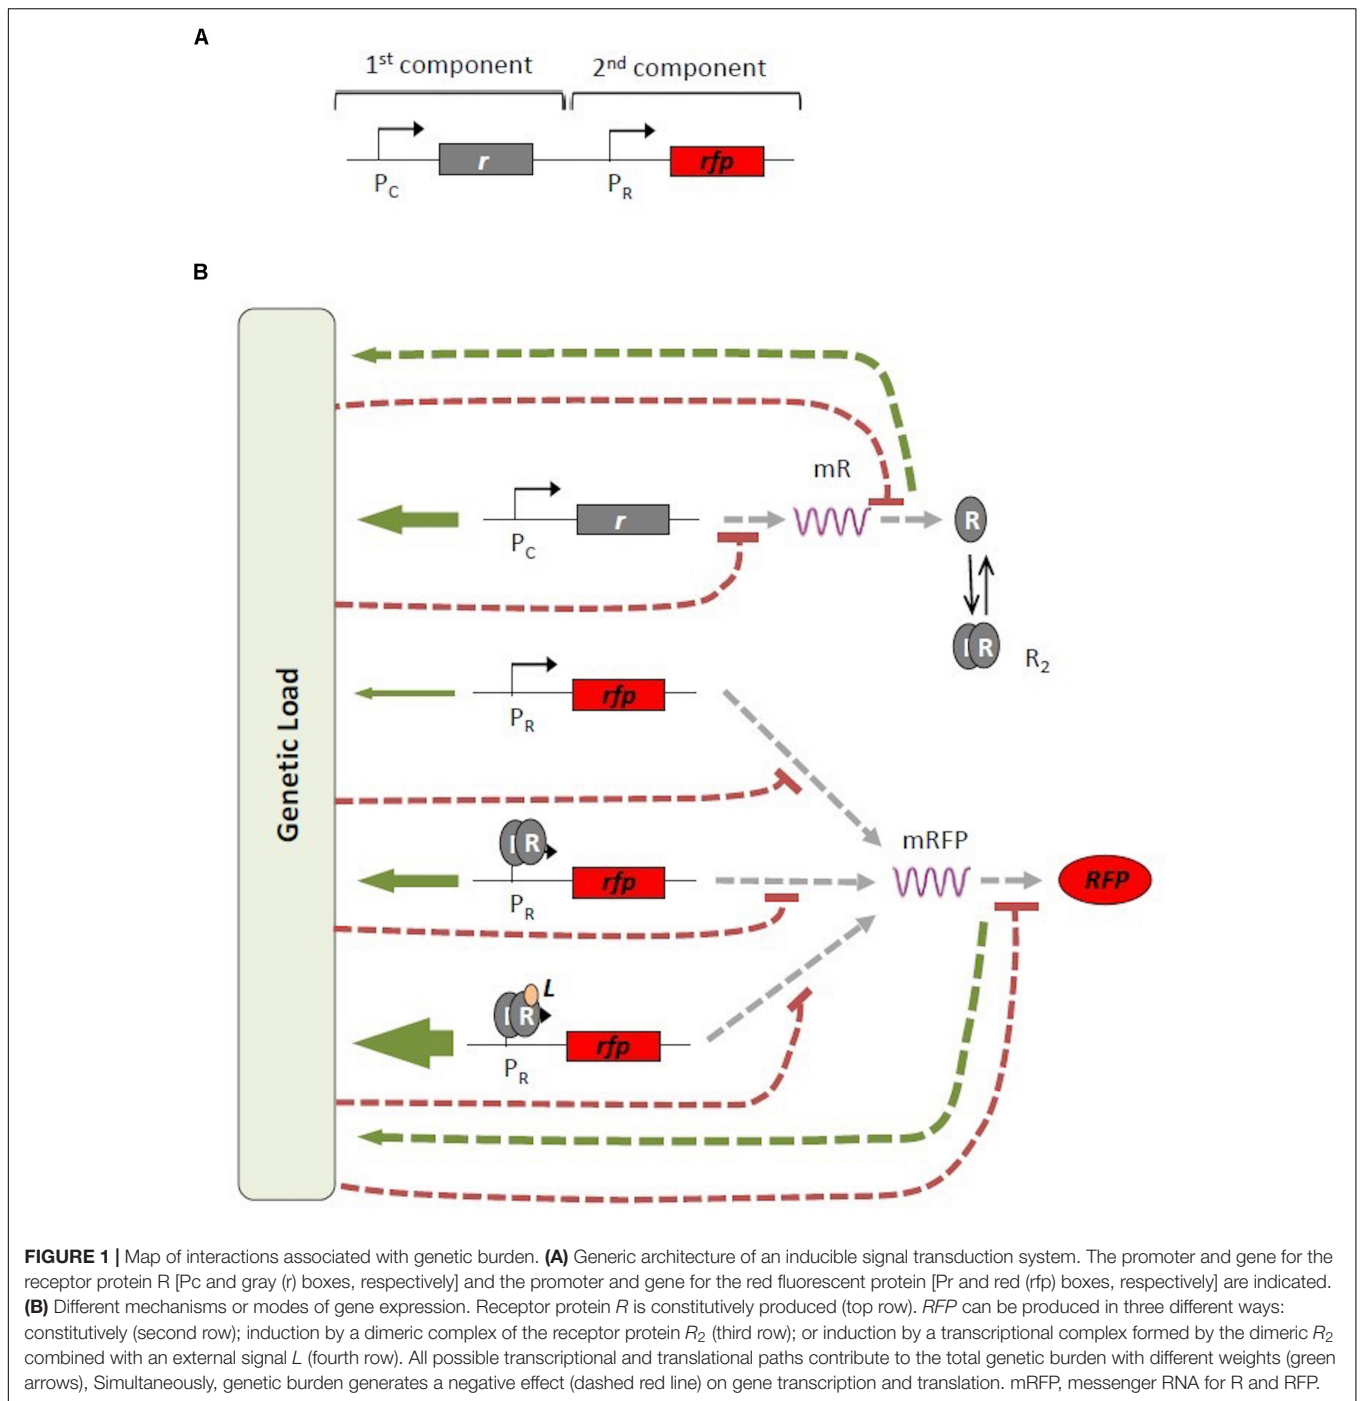 A
1st component
2nd component
r
rfp
PC
PR
B
mR
r
R
PC
R
R2
Genetic Load
rfp
PR
mRFP
R
rfp
RFP
PR
L
R
rfp
PR
FIGURE 1 | Map of interactions associated with genetic burden. (A) Generic architecture of an inducible signal transduction system. The promoter and gene for the
receptor protein R [Pc and gray (r) boxes, respectively] and the promoter and gene for the red fluorescent protein [Pr and red (rfp) boxes, respectively] are indicated.
(B) Different mechanisms or modes of gene expression. Receptor protein R is constitutively produced (top row). RFP can be produced in three different ways:
constitutively (second row); induction by a dimeric complex of the receptor protein R2 (third row); or induction by a transcriptional complex formed by the dimeric R2
combined with an external signal L (fourth row). All possible transcriptional and translational paths contribute to the total genetic burden with different weights (green
arrows), Simultaneously, genetic burden generates a negative effect (dashed red line) on gene transcription and translation. mRFP, messenger RNA for R and RFP.